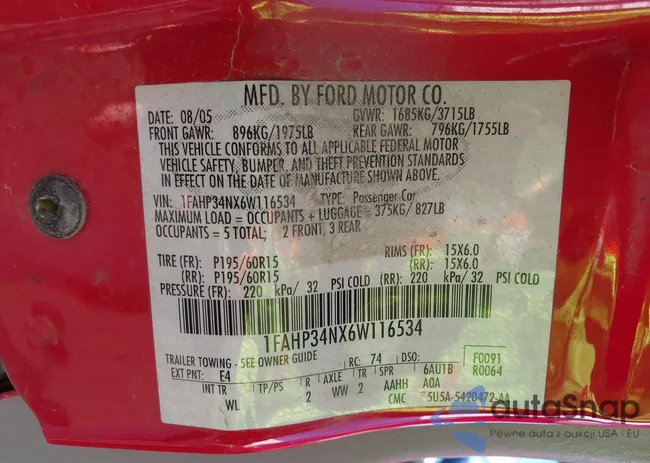 MFD. BY FORD MOTOR CO.
DATE: 08/05 GVWR: 1685KG/3715LB
FRONT GAWR: 896KG/1975LB REAR GAWR: 796KG/1755LB
THIS VEHICLE CONFORMS TO ALL APPLICABLE FEDERAL MOTOR
VEHICLE SAFETY, BUMPER, AND THEFT PREVENTION STANDARDS
IN EFFECT ON THE DATE OF MANUFACTURE SHOWN ABOVE.
VIN: 1FAHP34NX6W116534 TYPE: Passenger Car
MAXIMUM LOAD = OCCUPANTS + LUGGAGE = 375KG/ 827LB
OCCUPANTS = 5 TOTAL; 2 FRONT, 3 REAR
TIRE (FR): P195/60R15 RIMS (FR): 15X6.0
(RR): P195/60R15 (RR): 15X6.0
PRESSURE (FR): 220 kPa/ 32 PSI COLD (RR): 220 kPa/ 32 PSI COLD
1FAHP34NX6W116534
TRAILER TOWING - SEE OWNER GUIDE RC: 74 DSO: F0091
EXT PNT: E4 R AXLE TR SPR 6AU1B R0064
INT TR TP R AXLE TR AAHH A0A
WL 2 WW 2 CMC 5U5A-5420472-AA
autoSnap
Pewne auta z aukcji USA i EU